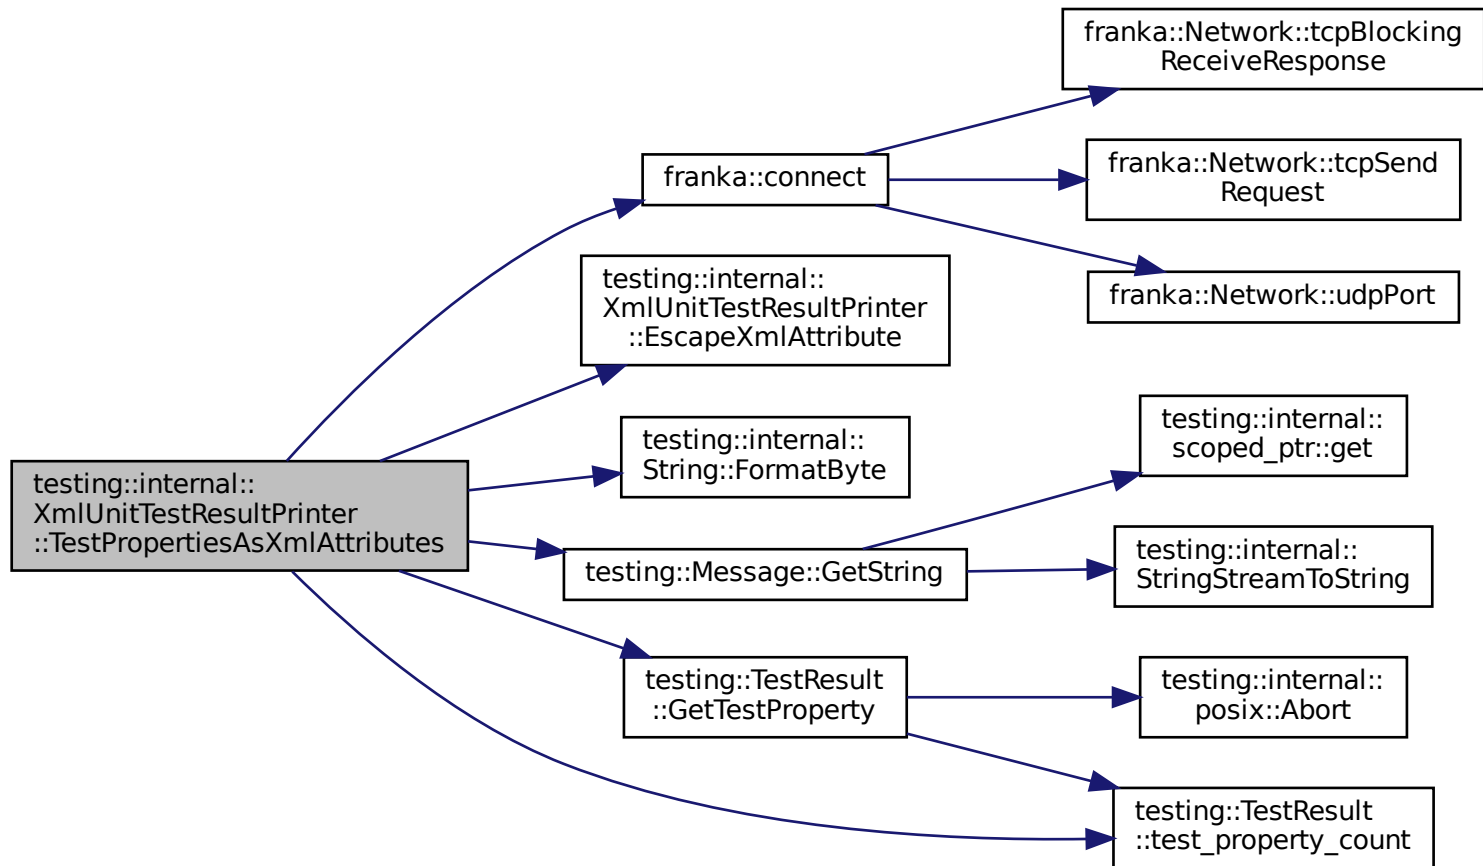 franka::Network::tcpBlocking
ReceiveResponse
franka::connect
franka::Network::tcpSend
Request
testing::internal::
XmlUnitTestResultPrinter
::EscapeXmlAttribute
franka::Network::udpPort
testing::internal::
scoped_ptr::get
testing::internal::
String::FormatByte
testing::internal::
XmlUnitTestResultPrinter
::TestPropertiesAsXmlAttributes
testing::Message::GetString
testing::internal::
StringStreamToString
testing::TestResult
::GetTestProperty
testing::internal::
posix::Abort
testing::TestResult
::test_property_count